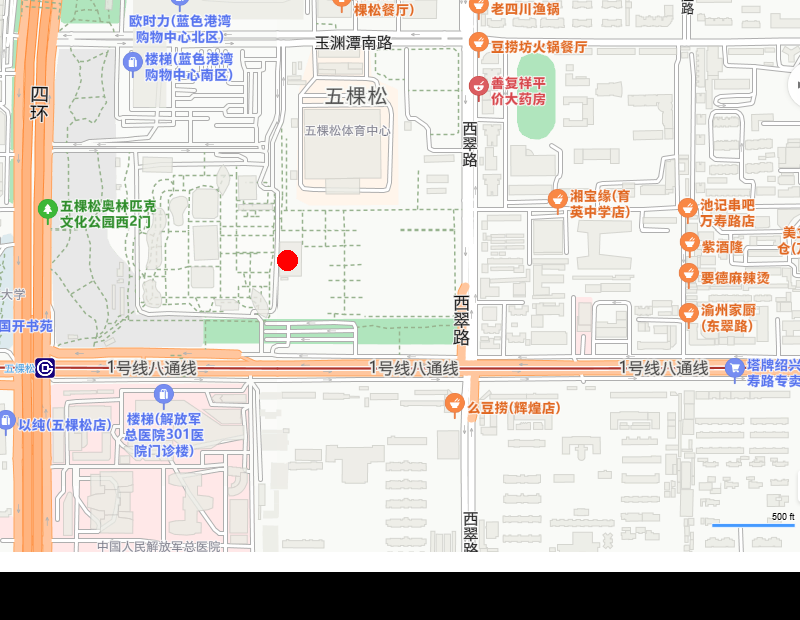 欧时力(蓝色港湾
购物中心北区)
棵松餐厅)
老四川渔锅
路
玉渊潭南路
豆捞坊火锅餐厅
楼梯(蓝色港湾
购物中心南区)
善复祥平
价大药房
四环
五棵松
五棵松体育中心
西翠路
湘宝缘(育
英中学店)
池记串吧
万寿路店
五棵松奥林匹克
文化公园西2门
紫酒隆
美
仓(万
要德麻辣烫
大学
西翠路
渝州家厨
(东翠路)
国开书苑
五棵松
1号线八通线
1号线八通线
1号线八通线
塔牌绍兴
寿路专卖
么豆捞(辉煌店)
以纯(五棵松店)
楼梯(解放军
总医院301医
院门诊楼)
西翠路
500 ft
中国人民解放军总医院